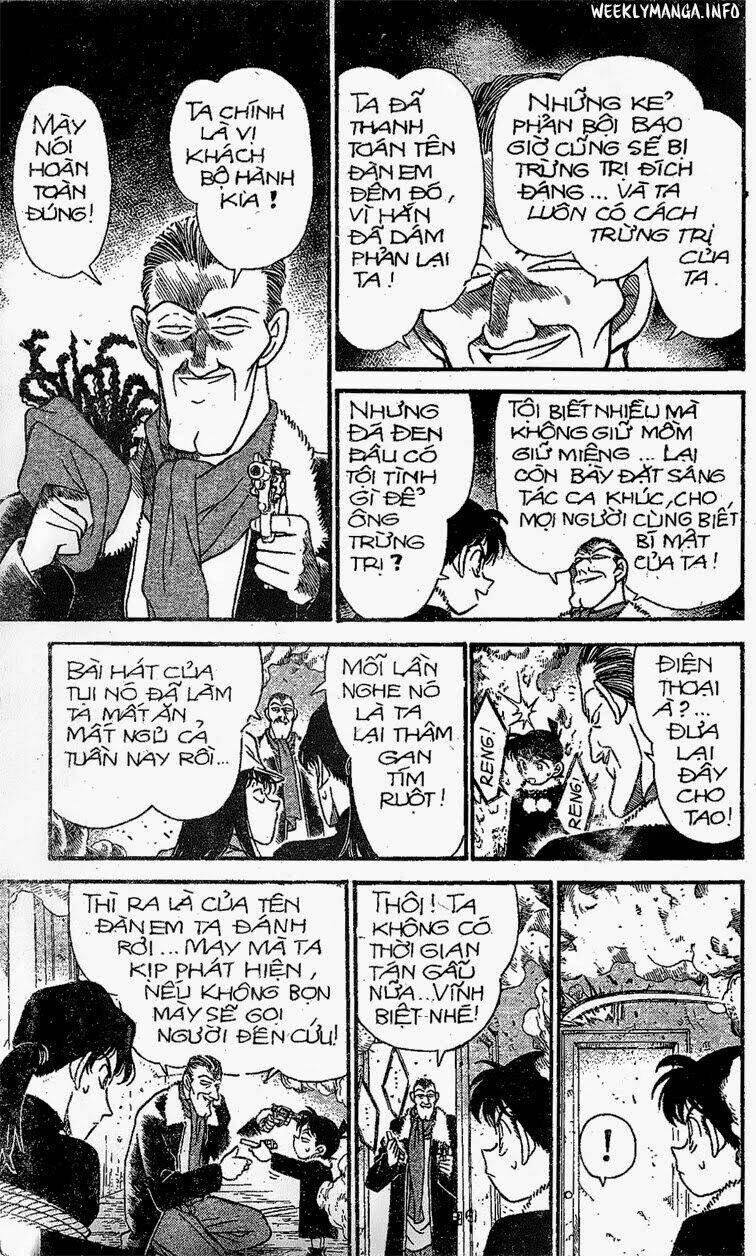 WEEKLYMANGA.INFO
MÀY
NÓI
HOÀN
TOÀN
ĐÚNG!
TA CHÍNH
LÀ VỊ
KHÁCH
BỘ HÀNH
KIA!
TA ĐÃ
THANH
TOÁN TÊN
ĐÀN EM
ĐÊM ĐÓ,
VÌ HẮN
ĐÃ DÁM
PHẢN LẠI
TA!
NHỮNG KẺ
PHẢN BỘI BAO
GIỜ CŨNG SẼ BỊ
TRỪNG TRỊ ĐÍCH
ĐÁNG... VÀ TA
LUÔN CÓ CÁCH
TRỪNG TRỊ
CỦA
TA.
NHƯNG
ĐÁ ĐEN
ĐÂU CÓ
TỘI TÌNH
GÌ ĐỂ
ÔNG
TRỪNG
TRỊ?
TÔI BIẾT NHIỀU MÀ
KHÔNG GIỮ MỒM
GIỮ MIỆNG... LẠI
CÒN BÀY ĐẶT SÁNG
TÁC CA KHÚC, CHO
MỌI NGƯỜI CÙNG BIẾT
BÍ MẬT
CỦA TA!
BÀI HÁT CỦA
TUI NÓ ĐÃ LÀM
TA MẤT ĂN
MẤT NGỦ CẢ
TUẦN NAY RỒI...
MỖI LẦN
NGHE NÓ
LÀ TA
LẠI THÂM
GAN
TÍM
RUỘT!
RENG!
RENG!
ĐIỆN
THOẠI
À?...
ĐƯA
LẠI
ĐÂY
CHO
TAO!
THÌ RA LÀ CỦA TÊN
ĐÀN EM TA ĐÁNH
RƠI... MAY MÀ TA
KỊP PHÁT HIỆN,
NẾU KHÔNG BỌN
MÀY SẼ GỌI
NGƯỜI ĐẾN CỨU!
THÔI! TA
KHÔNG CÓ
THỜI GIAN
TÁN GẪU
NỮA... VĨNH
BIỆT NHÉ!
!